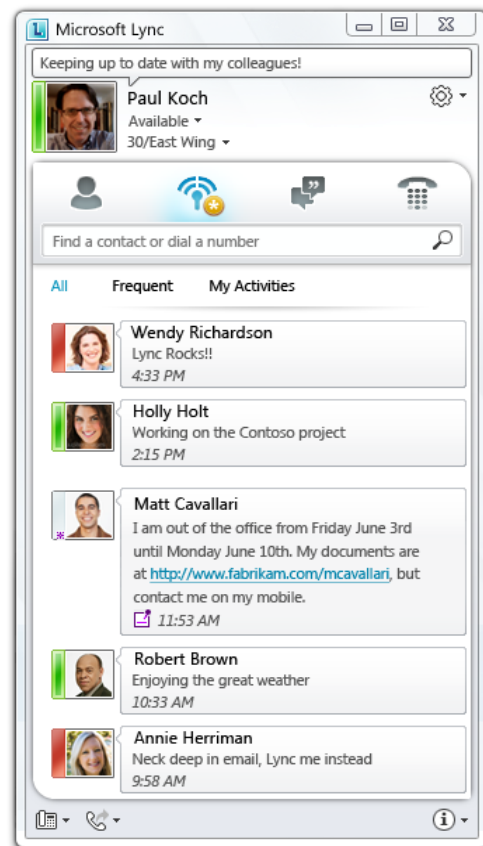 Microsoft Lync
Keeping up to date with my colleagues!
Paul Koch
Available
30/East Wing
Find a contact or dial a number
All Frequent My Activities
Wendy Richardson
Lync Rocks!!
4:33 PM
Holly Holt
Working on the Contoso project
2:15 PM
Matt Cavallari
I am out of the office from Friday June 3rd
until Monday June 10th. My documents are
at http://www.fabrikam.com/mcavallari, but
contact me on my mobile.
11:53 AM
Robert Brown
Enjoying the great weather
10:33 AM
Annie Herriman
Neck deep in email, Lync me instead
9:58 AM